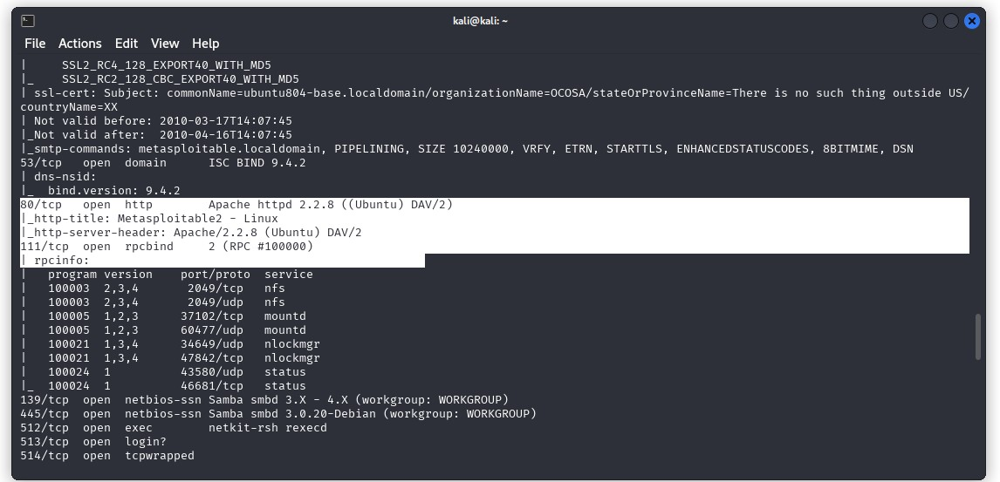 kali@kali: ~
File Actions Edit View Help
|     SSL2_RC4_128_EXPORT40_WITH_MD5
|_    SSL2_RC2_128_CBC_EXPORT40_WITH_MD5
| ssl-cert: Subject: commonName=ubuntu804-base.localdomain/organizationName=OCOSA/stateOrProvinceName=There is no such thing outside US/
countryName=XX
| Not valid before: 2010-03-17T14:07:45
|_Not valid after:  2010-04-16T14:07:45
|_smtp-commands: metasploitable.localdomain, PIPELINING, SIZE 10240000, VRFY, ETRN, STARTTLS, ENHANCEDSTATUSCODES, 8BITMIME, DSN
53/tcp   open  domain      ISC BIND 9.4.2
| dns-nsid:
|_  bind.version: 9.4.2
80/tcp   open  http        Apache httpd 2.2.8 ((Ubuntu) DAV/2)
|_http-title: Metasploitable2 - Linux
|_http-server-header: Apache/2.2.8 (Ubuntu) DAV/2
111/tcp  open  rpcbind     2 (RPC #100000)
| rpcinfo:
|   program version    port/proto  service
|   100003  2,3,4       2049/tcp   nfs
|   100003  2,3,4       2049/udp   nfs
|   100005  1,2,3      37102/tcp   mountd
|   100005  1,2,3      60477/udp   mountd
|   100021  1,3,4      34649/udp   nlockmgr
|   100021  1,3,4      47842/tcp   nlockmgr
|   100024  1          43580/udp   status
|_  100024  1          46681/tcp   status
139/tcp  open  netbios-ssn Samba smbd 3.X - 4.X (workgroup: WORKGROUP)
445/tcp  open  netbios-ssn Samba smbd 3.0.20-Debian (workgroup: WORKGROUP)
512/tcp  open  exec        netkit-rsh rexecd
513/tcp  open  login?
514/tcp  open  tcpwrapped